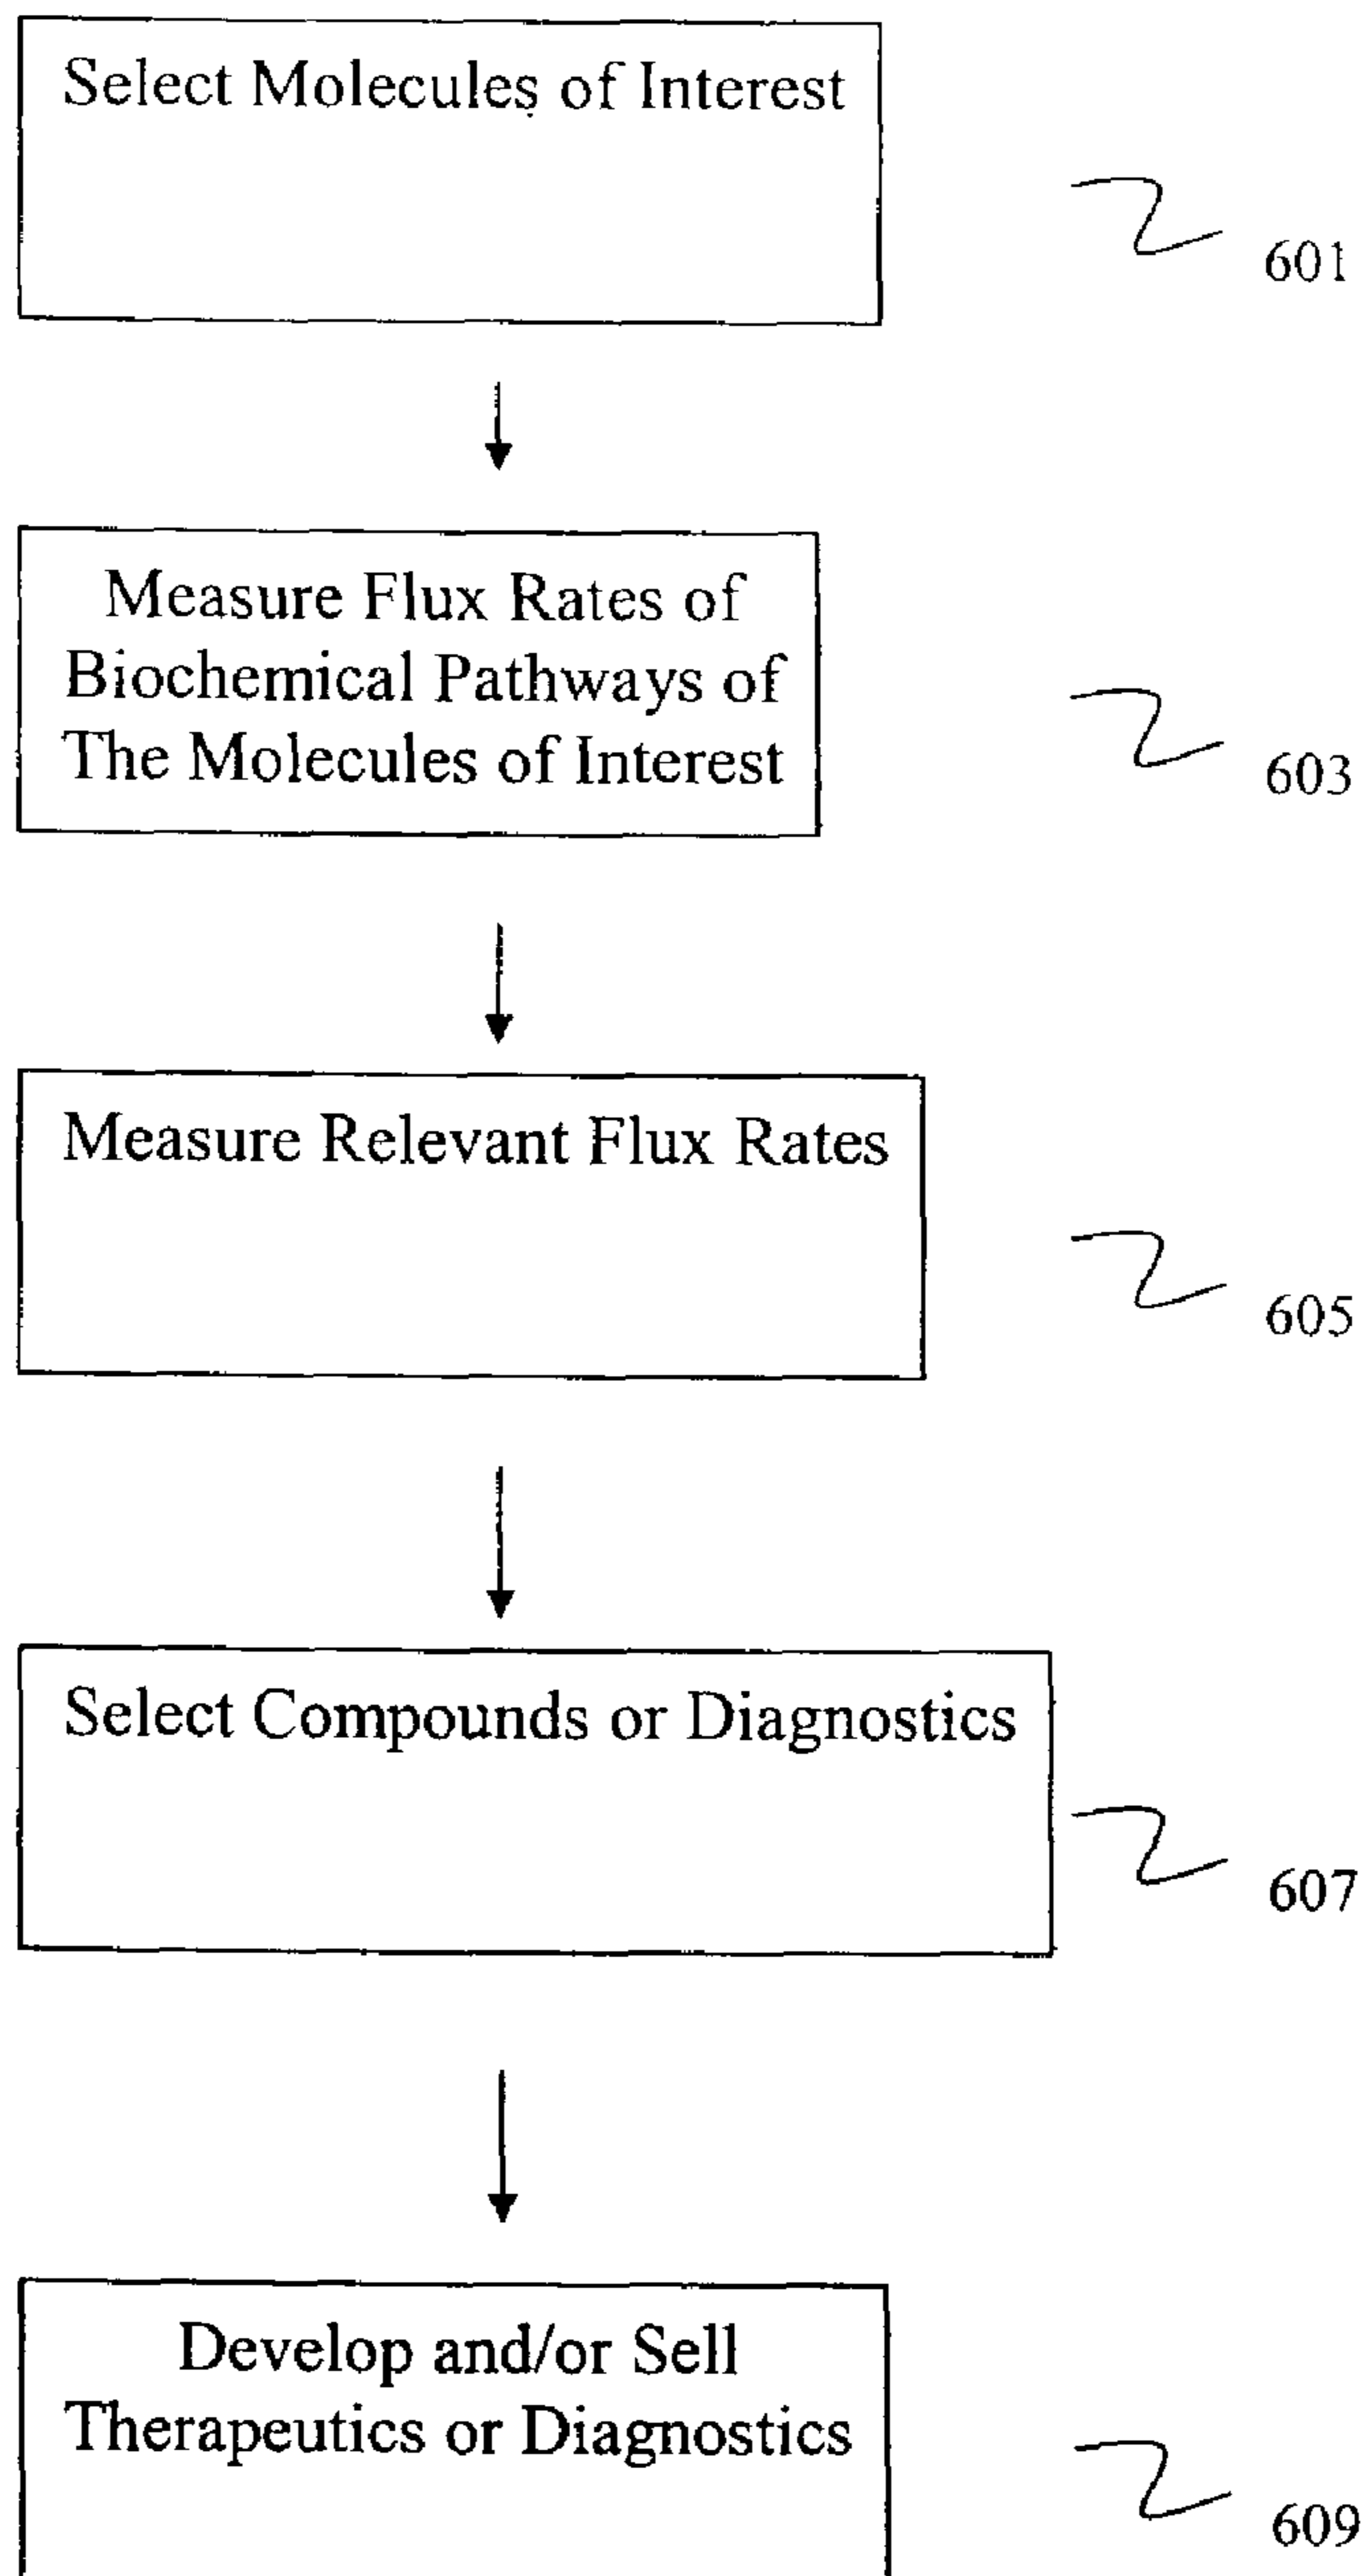 Select Molecules of Interest
601
Measure Flux Rates of
Biochemical Pathways of
The Molecules of Interest
603
Measure Relevant Flux Rates
605
Select Compounds or Diagnostics
607
Develop and/or Sell
Therapeutics or Diagnostics
609